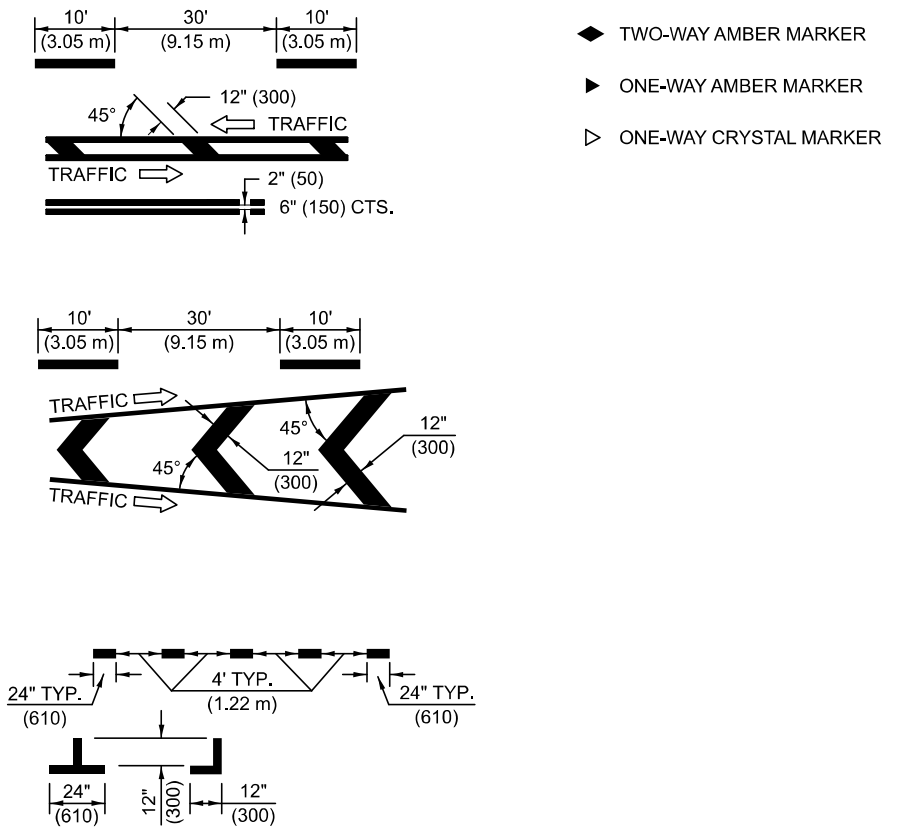 10'
30'
10'
(3.05 m)
(9.15 m)
(3.05 m)
TWO-WAY AMBER MARKER
ONE-WAY AMBER MARKER
ONE-WAY CRYSTAL MARKER
12" (300)
45°
TRAFFIC
TRAFFIC
2" (50)
6" (150) CTS.
10'
30'
10'
(3.05 m)
(9.15 m)
(3.05 m)
TRAFFIC
45°
12"
(300)
12"
(300)
45°
TRAFFIC
24" TYP.
(610)
4' TYP.
(1.22 m)
24" TYP.
(610)
24"
(610)
12"
(300)
12"
(300)